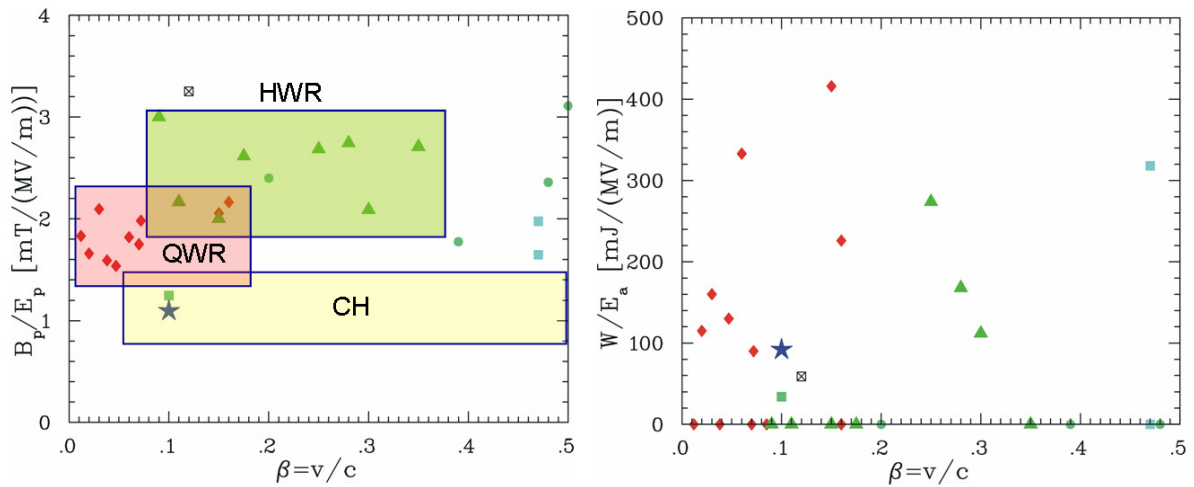 4
3
2
1
0
B_p/E_p [mT/(MV/m))]
HWR
QWR
CH
.0 .1 .2 .3 .4 .5
β=v/c
500
400
300
200
100
0
W/E_a [mJ/(MV/m)]
.0 .1 .2 .3 .4 .5
β=v/c